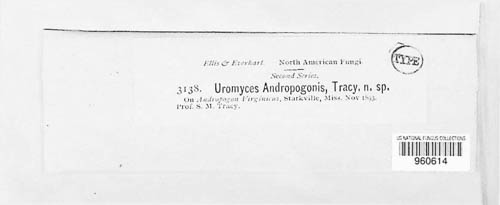 Ellis & Everhart. North American Fungi
TYPE
Second Series.
3138. Uromyces Andropogonis, Tracy, n. sp.
On Andropogon Virginicus, Starkville, Miss. Nov 1893.
Prof. S. M. Tracy.
US NATIONAL FUNGUS COLLECTIONS
960614